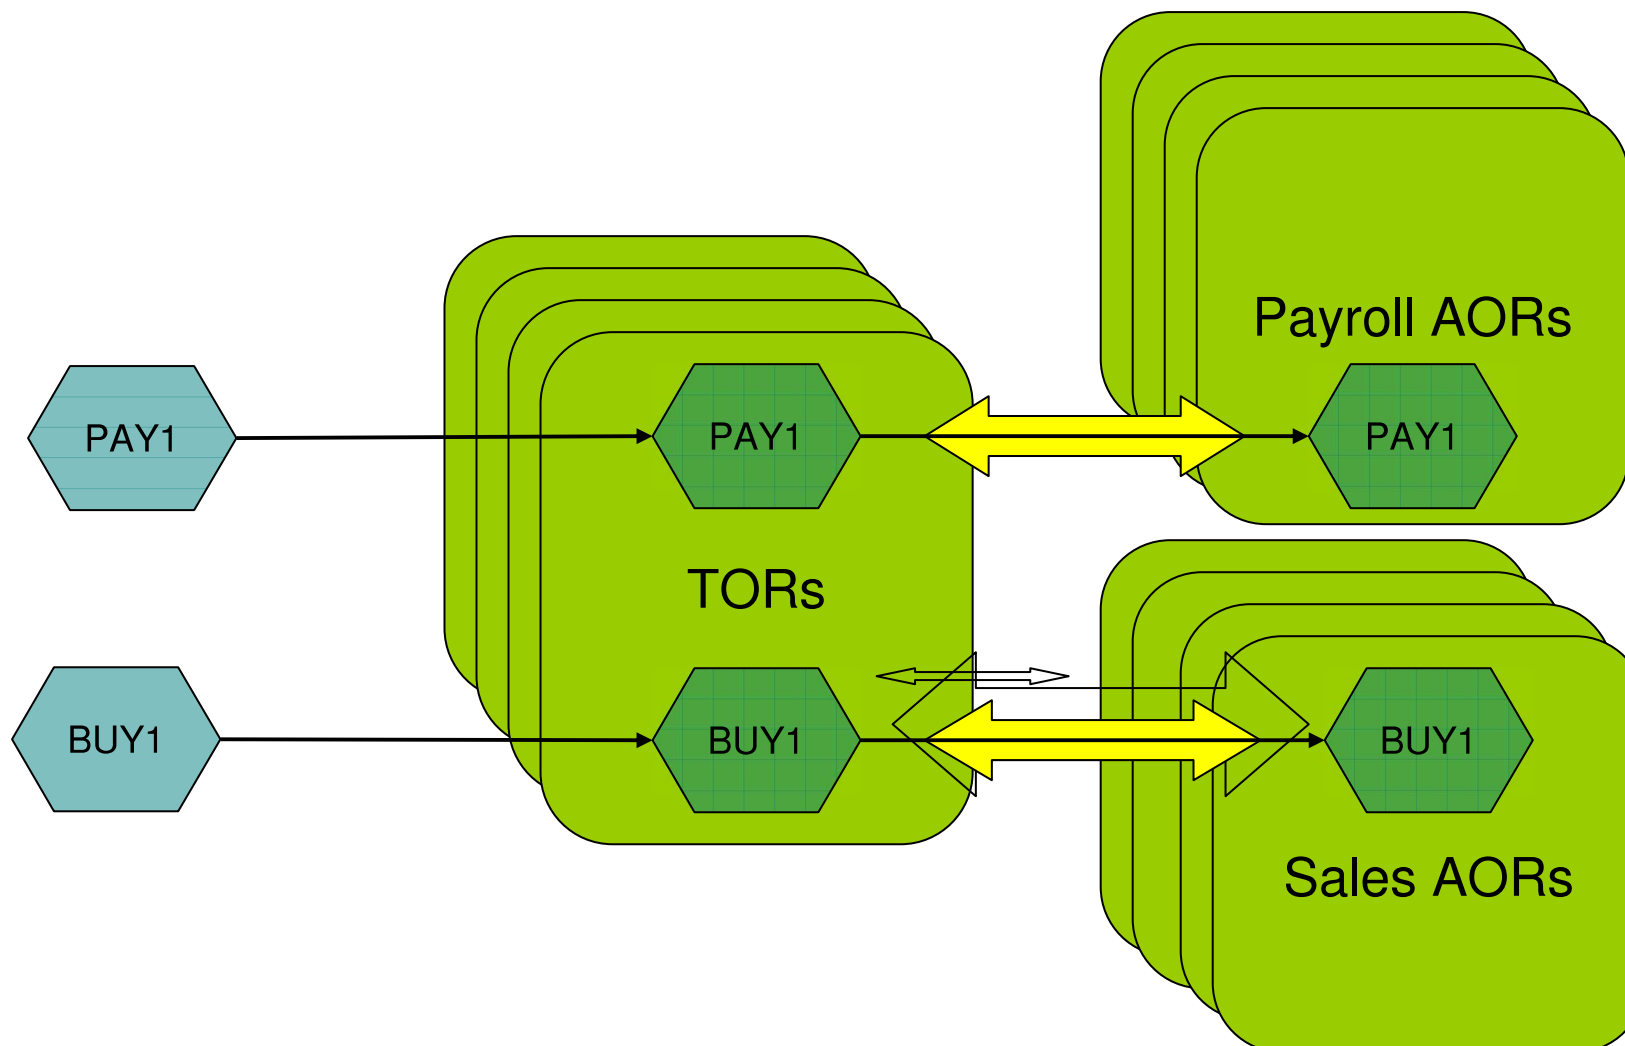 Payroll AORs
PAY1
PAY1
PAY1
TORs
BUY1
BUY1
BUY1
Sales AORs